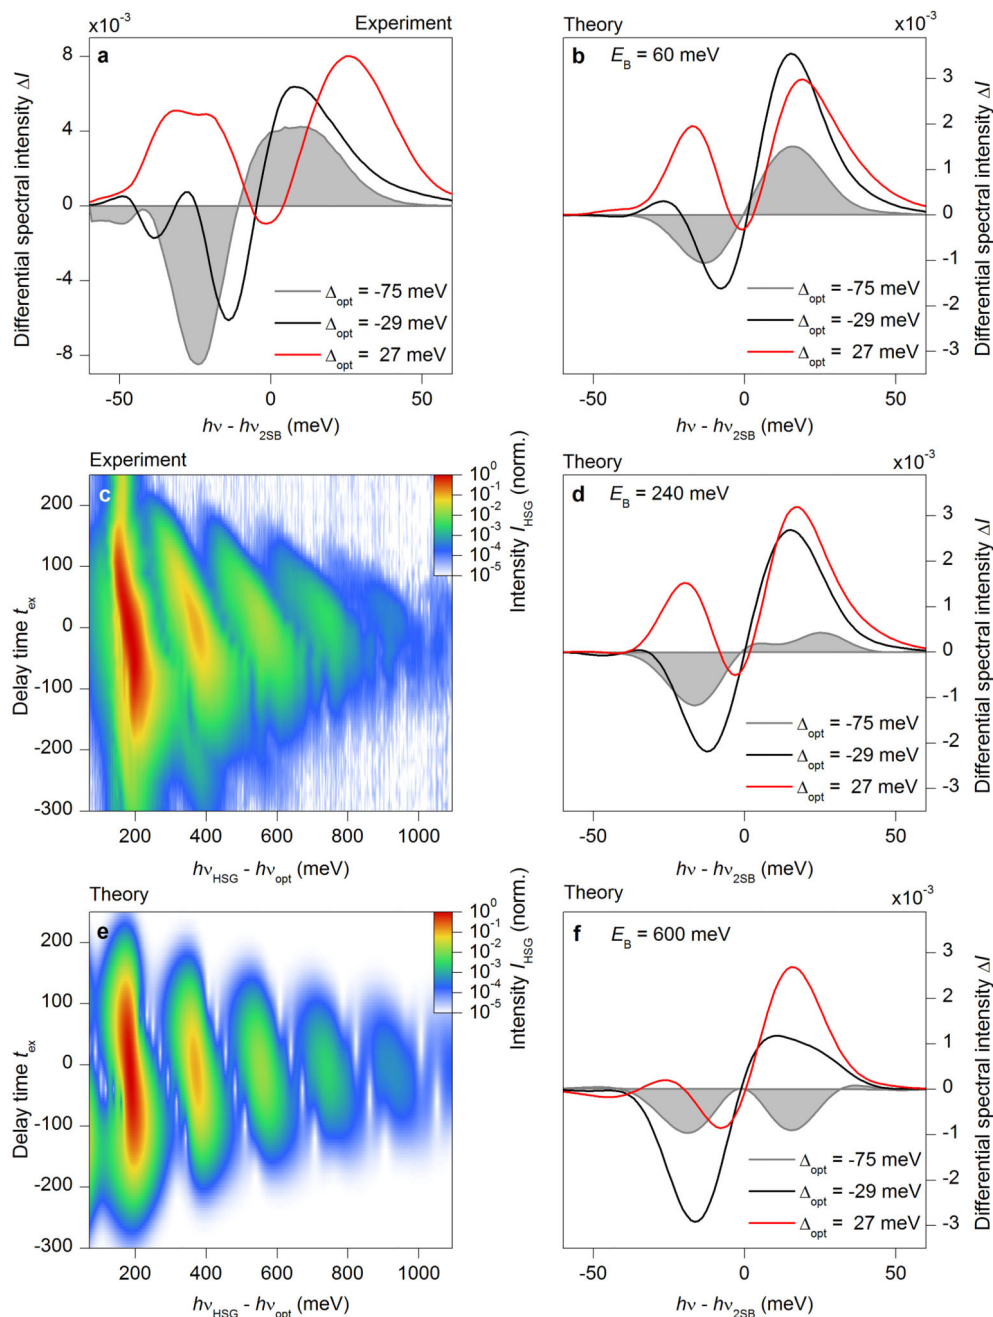 x10-3 Experiment
a
Differential spectral intensity ΔI
8
4
0
-4
-8
Δopt = -75 meV
Δopt = -29 meV
Δopt = 27 meV
-50 0 50
hν - hν2SB (meV)
Theory x10-3
b EB = 60 meV
3
2
1
0
-1
-2
-3
Differential spectral intensity ΔI
Δopt = -75 meV
Δopt = -29 meV
Δopt = 27 meV
-50 0 50
hν - hν2SB (meV)
Experiment
c
Delay time tex
200
100
0
-100
-200
-300
100
10-1
10-2
10-3
10-4
10-5
Intensity IHSG (norm.)
200 400 600 800 1000
hνHSG - hνopt (meV)
Theory x10-3
d EB = 240 meV
3
2
1
0
-1
-2
-3
Differential spectral intensity ΔI
Δopt = -75 meV
Δopt = -29 meV
Δopt = 27 meV
-50 0 50
hν - hν2SB (meV)
Theory
e
Delay time tex
200
100
0
-100
-200
-300
100
10-1
10-2
10-3
10-4
10-5
Intensity IHSG (norm.)
200 400 600 800 1000
hνHSG - hνopt (meV)
x10-3
f EB = 600 meV
3
2
1
0
-1
-2
-3
Differential spectral intensity ΔI
Δopt = -75 meV
Δopt = -29 meV
Δopt = 27 meV
-50 0 50
hν - hν2SB (meV)